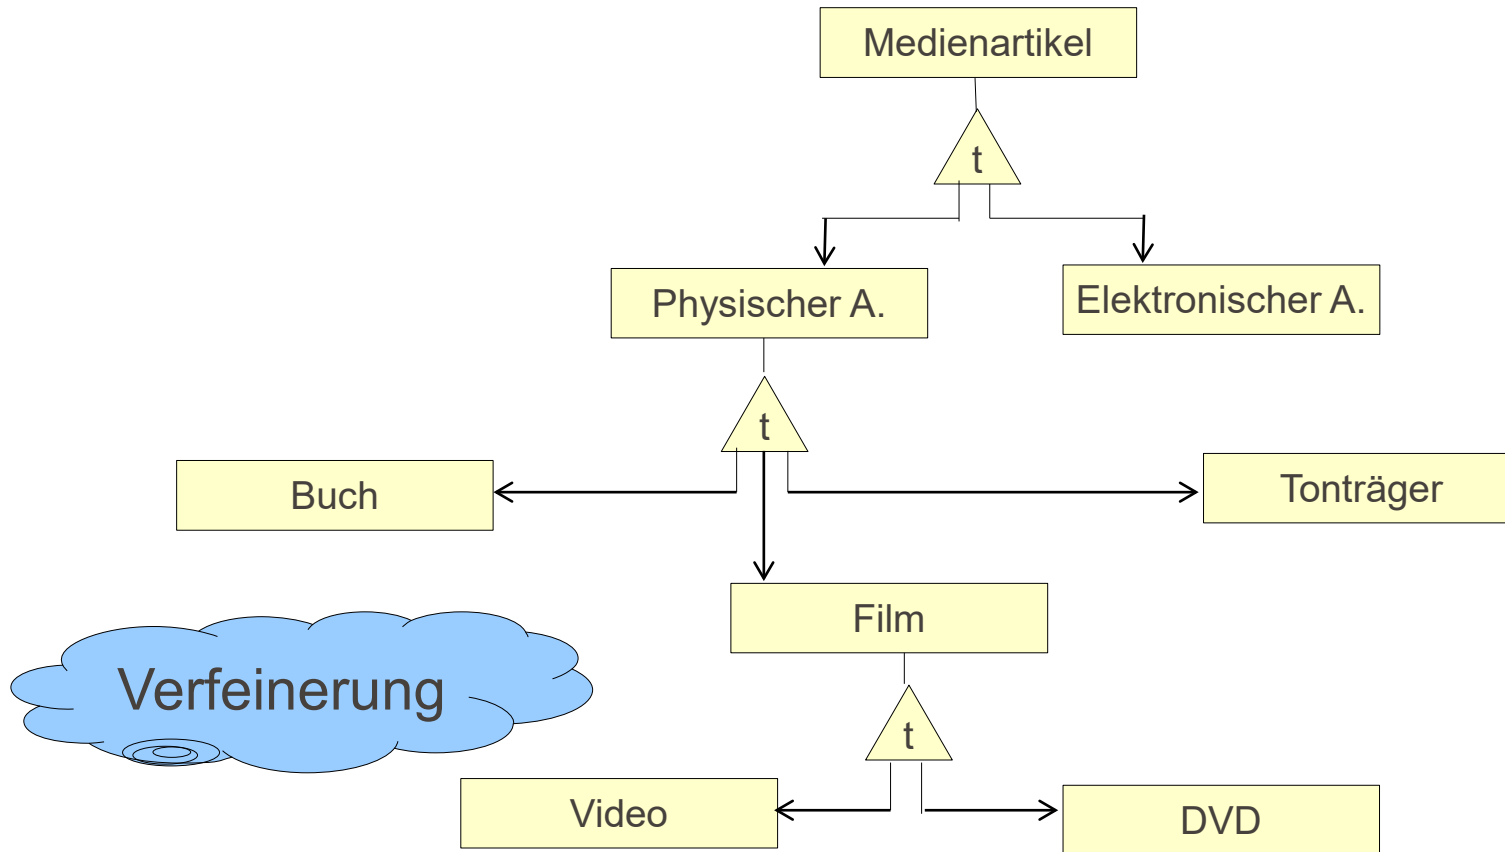 Medienartikel
t
Physischer A.
Elektronischer A.
t
Buch
Tonträger
Film
Verfeinerung
t
Video
DVD